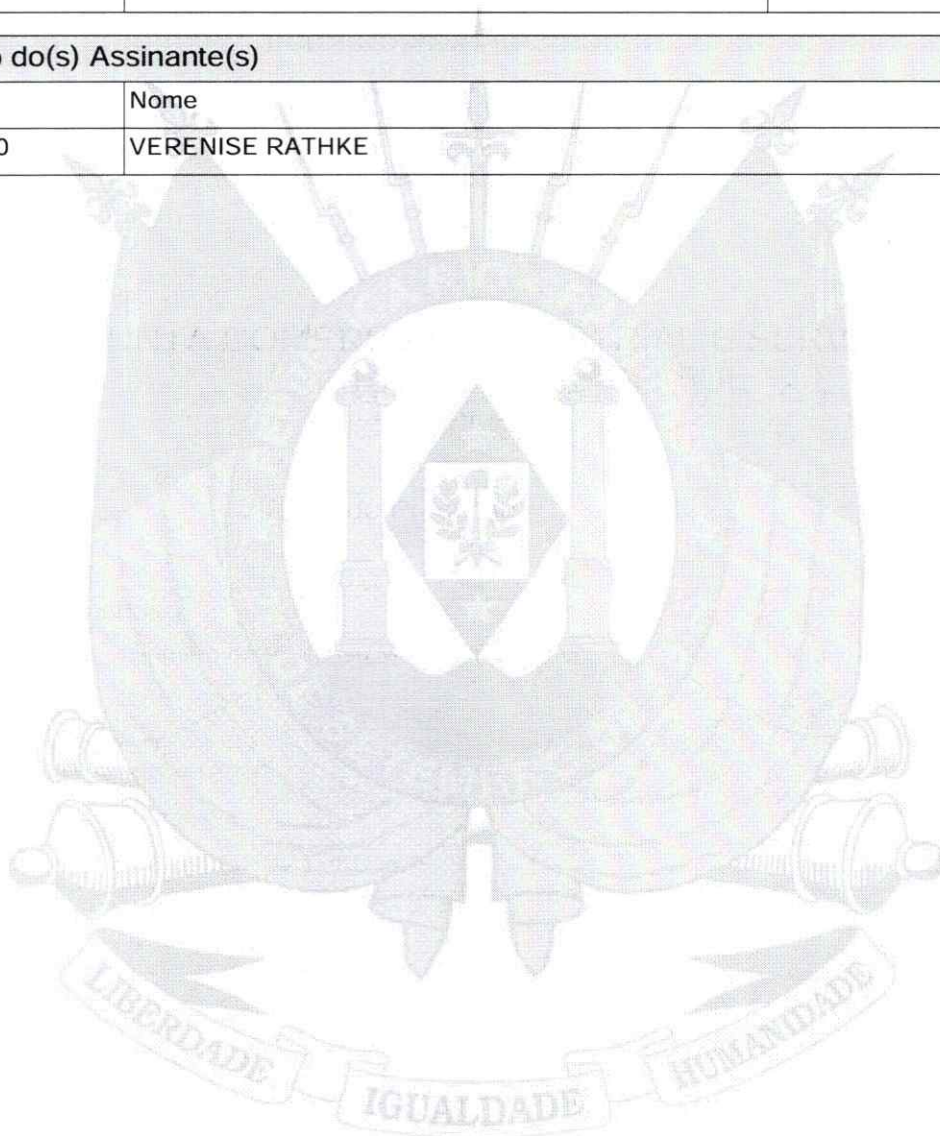 do(s) Assinante(s)
Nome
0 VERENISE RATHKE
LIBERDADE
IGUALDADE
HUMANIDADE